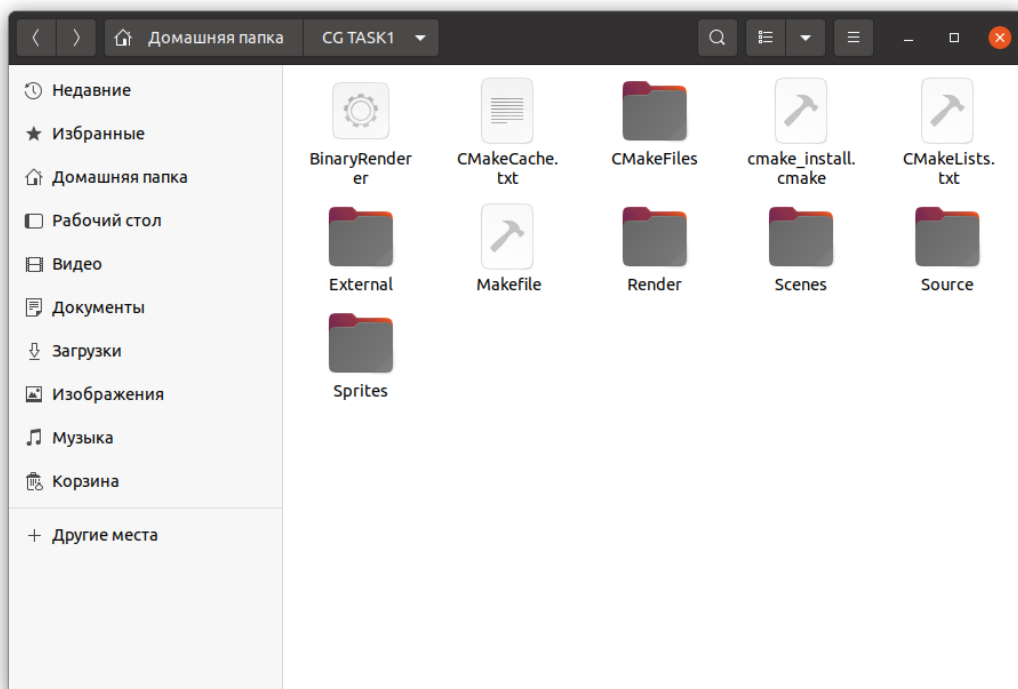 Домашняя папка
CG TASK1
Недавние
Избранные
Домашняя папка
Рабочий стол
Видео
Документы
Загрузки
Изображения
Музыка
Корзина
Другие места
BinaryRender
er
CMakeCache.
txt
CMakeFiles
cmake_install.
cmake
CMakeLists.
txt
External
Makefile
Render
Scenes
Source
Sprites